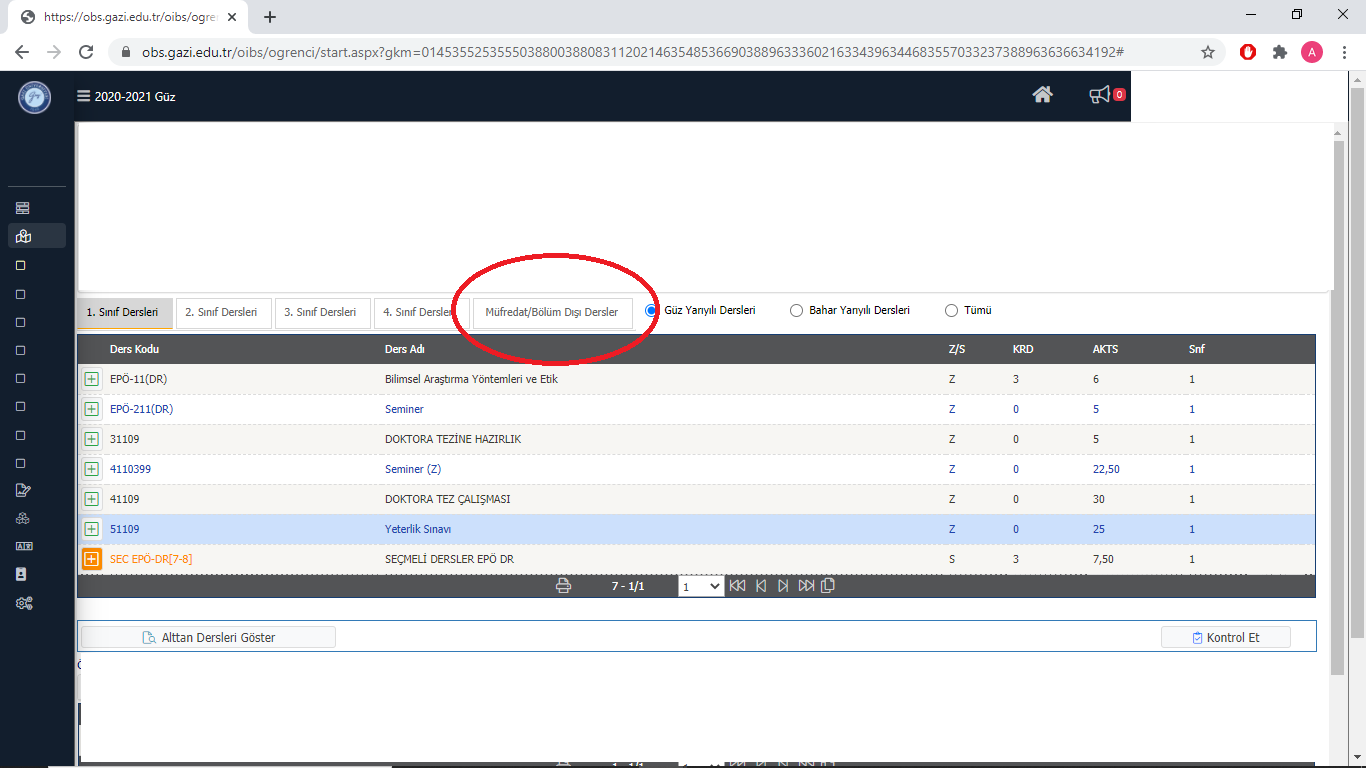 https://obs.gazi.edu.tr/oibs/ogre
obs.gazi.edu.tr/oibs/ogrenci/start.aspx?gkm=0145355253555038800388083112021463548536690388963336021633439634468355703323738896363663 4192#
A
2020-2021 Güz
0
1. Sınıf Dersleri 2. Sınıf Dersleri 3. Sınıf Dersleri 4. Sınıf Dersler Müfredat/Bölüm Dışı Dersler Güz Yarıyılı Dersleri Bahar Yarıyılı Dersleri Tümü
Ders Kodu Ders Adı Z/S KRD AKTS Snf
EPÖ-11(DR) Bilimsel Araştırma Yöntemleri ve Etik Z 3 6 1
EPÖ-211(DR) Seminer Z 0 5 1
31109 DOKTORA TEZİNE HAZIRLIK Z 0 5 1
4110399 Seminer (Z) Z 0 22,50 1
41109 DOKTORA TEZ ÇALIŞMASI Z 0 30 1
51109 Yeterlik Sınavı Z 0 25 1
SEC EPÖ-DR[7-8] SEÇMELİ DERSLER EPÖ DR S 3 7,50 1
7 - 1/1 1
Alttan Dersleri Göster Kontrol Et